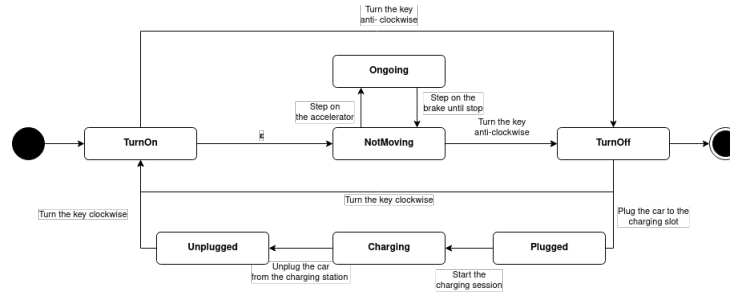 Turn the key
anti- clockwise
Ongoing
Step on
the accelerator
Step on the
brake until stop
TurnOn
ε
NotMoving
Turn the key
anti-clockwise
TurnOff
Turn the key clockwise
Turn the key clockwise
Plug the car to the
charging slot
Unplugged
Charging
Plugged
Unplug the car
from the charging station
Start the
charging session